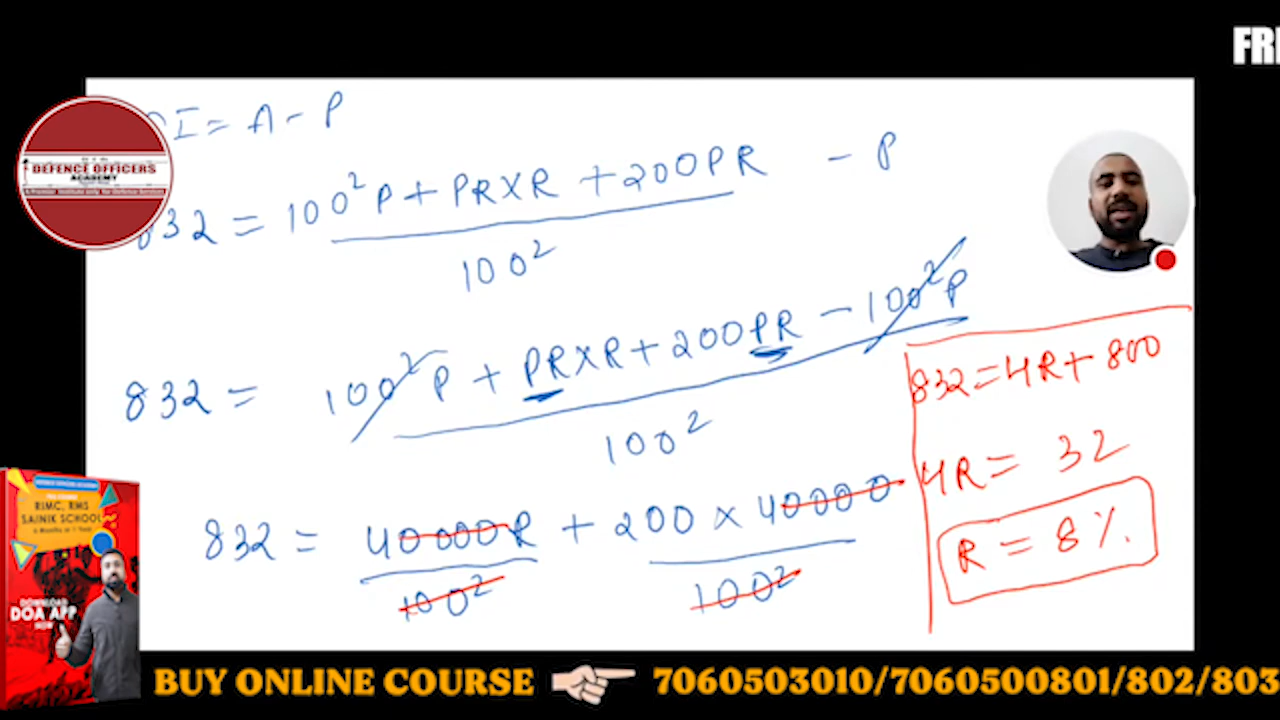 FRE
I = A - P
DEFENCE OFFICERS
ACADEMY
832 = 100²P + PR×R + 200PR - P
100²
832 = 100²P + PR×R + 200PR - 100²P
100²
832 = 40000R + 200 × 40000
100² 100²
832 = 4R + 800
4R = 32
R = 8%.
RIMC, RMS
SAINIK SCHOOL
DOWNLOAD
DOA APP
NOW
BUY ONLINE COURSE 7060503010/7060500801/802/803